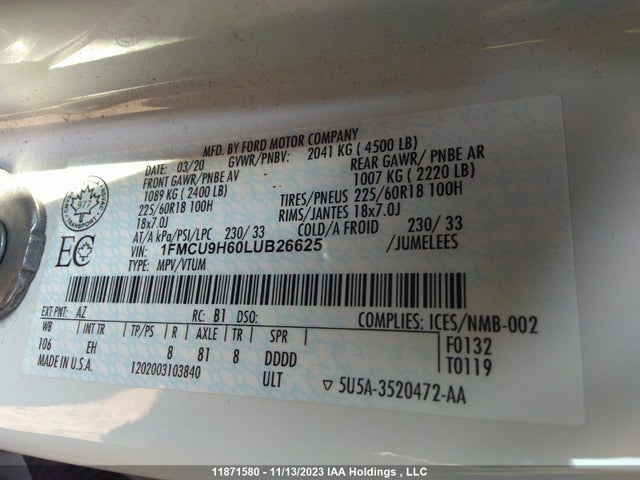 MFD. BY FORD MOTOR COMPANY
DATE: 03/20 GVWR/PNBV: 2041 KG ( 4500 LB)
FRONT GAWR/PNBE AV REAR GAWR/ PNBE AR
1089 KG ( 2400 LB) 1007 KG ( 2220 LB)
225/60R18 100H TIRES/PNEUS 225/60R18 100H
18x7.0J RIMS/JANTES 18x7.0J
AT/A kPa/PSI/LPC 230/ 33 COLD/A FROID 230/ 33
VIN: 1FMCU9H60LUB26625 /JUMELEES
TYPE: MPV/VTUM
TRANSPORT
EC
EXT PNT: AZ RC: B1 DSO: COMPLIES: ICES/NMB-002
WB INT TR TP/PS R AXLE TR SPR F0132
106 EH 8 81 8 DDDD T0119
MADE IN U.S.A. 1202003103840 ULT ▽ 5U5A-3520472-AA
11871580 - 11/13/2023 IAA Holdings , LLC